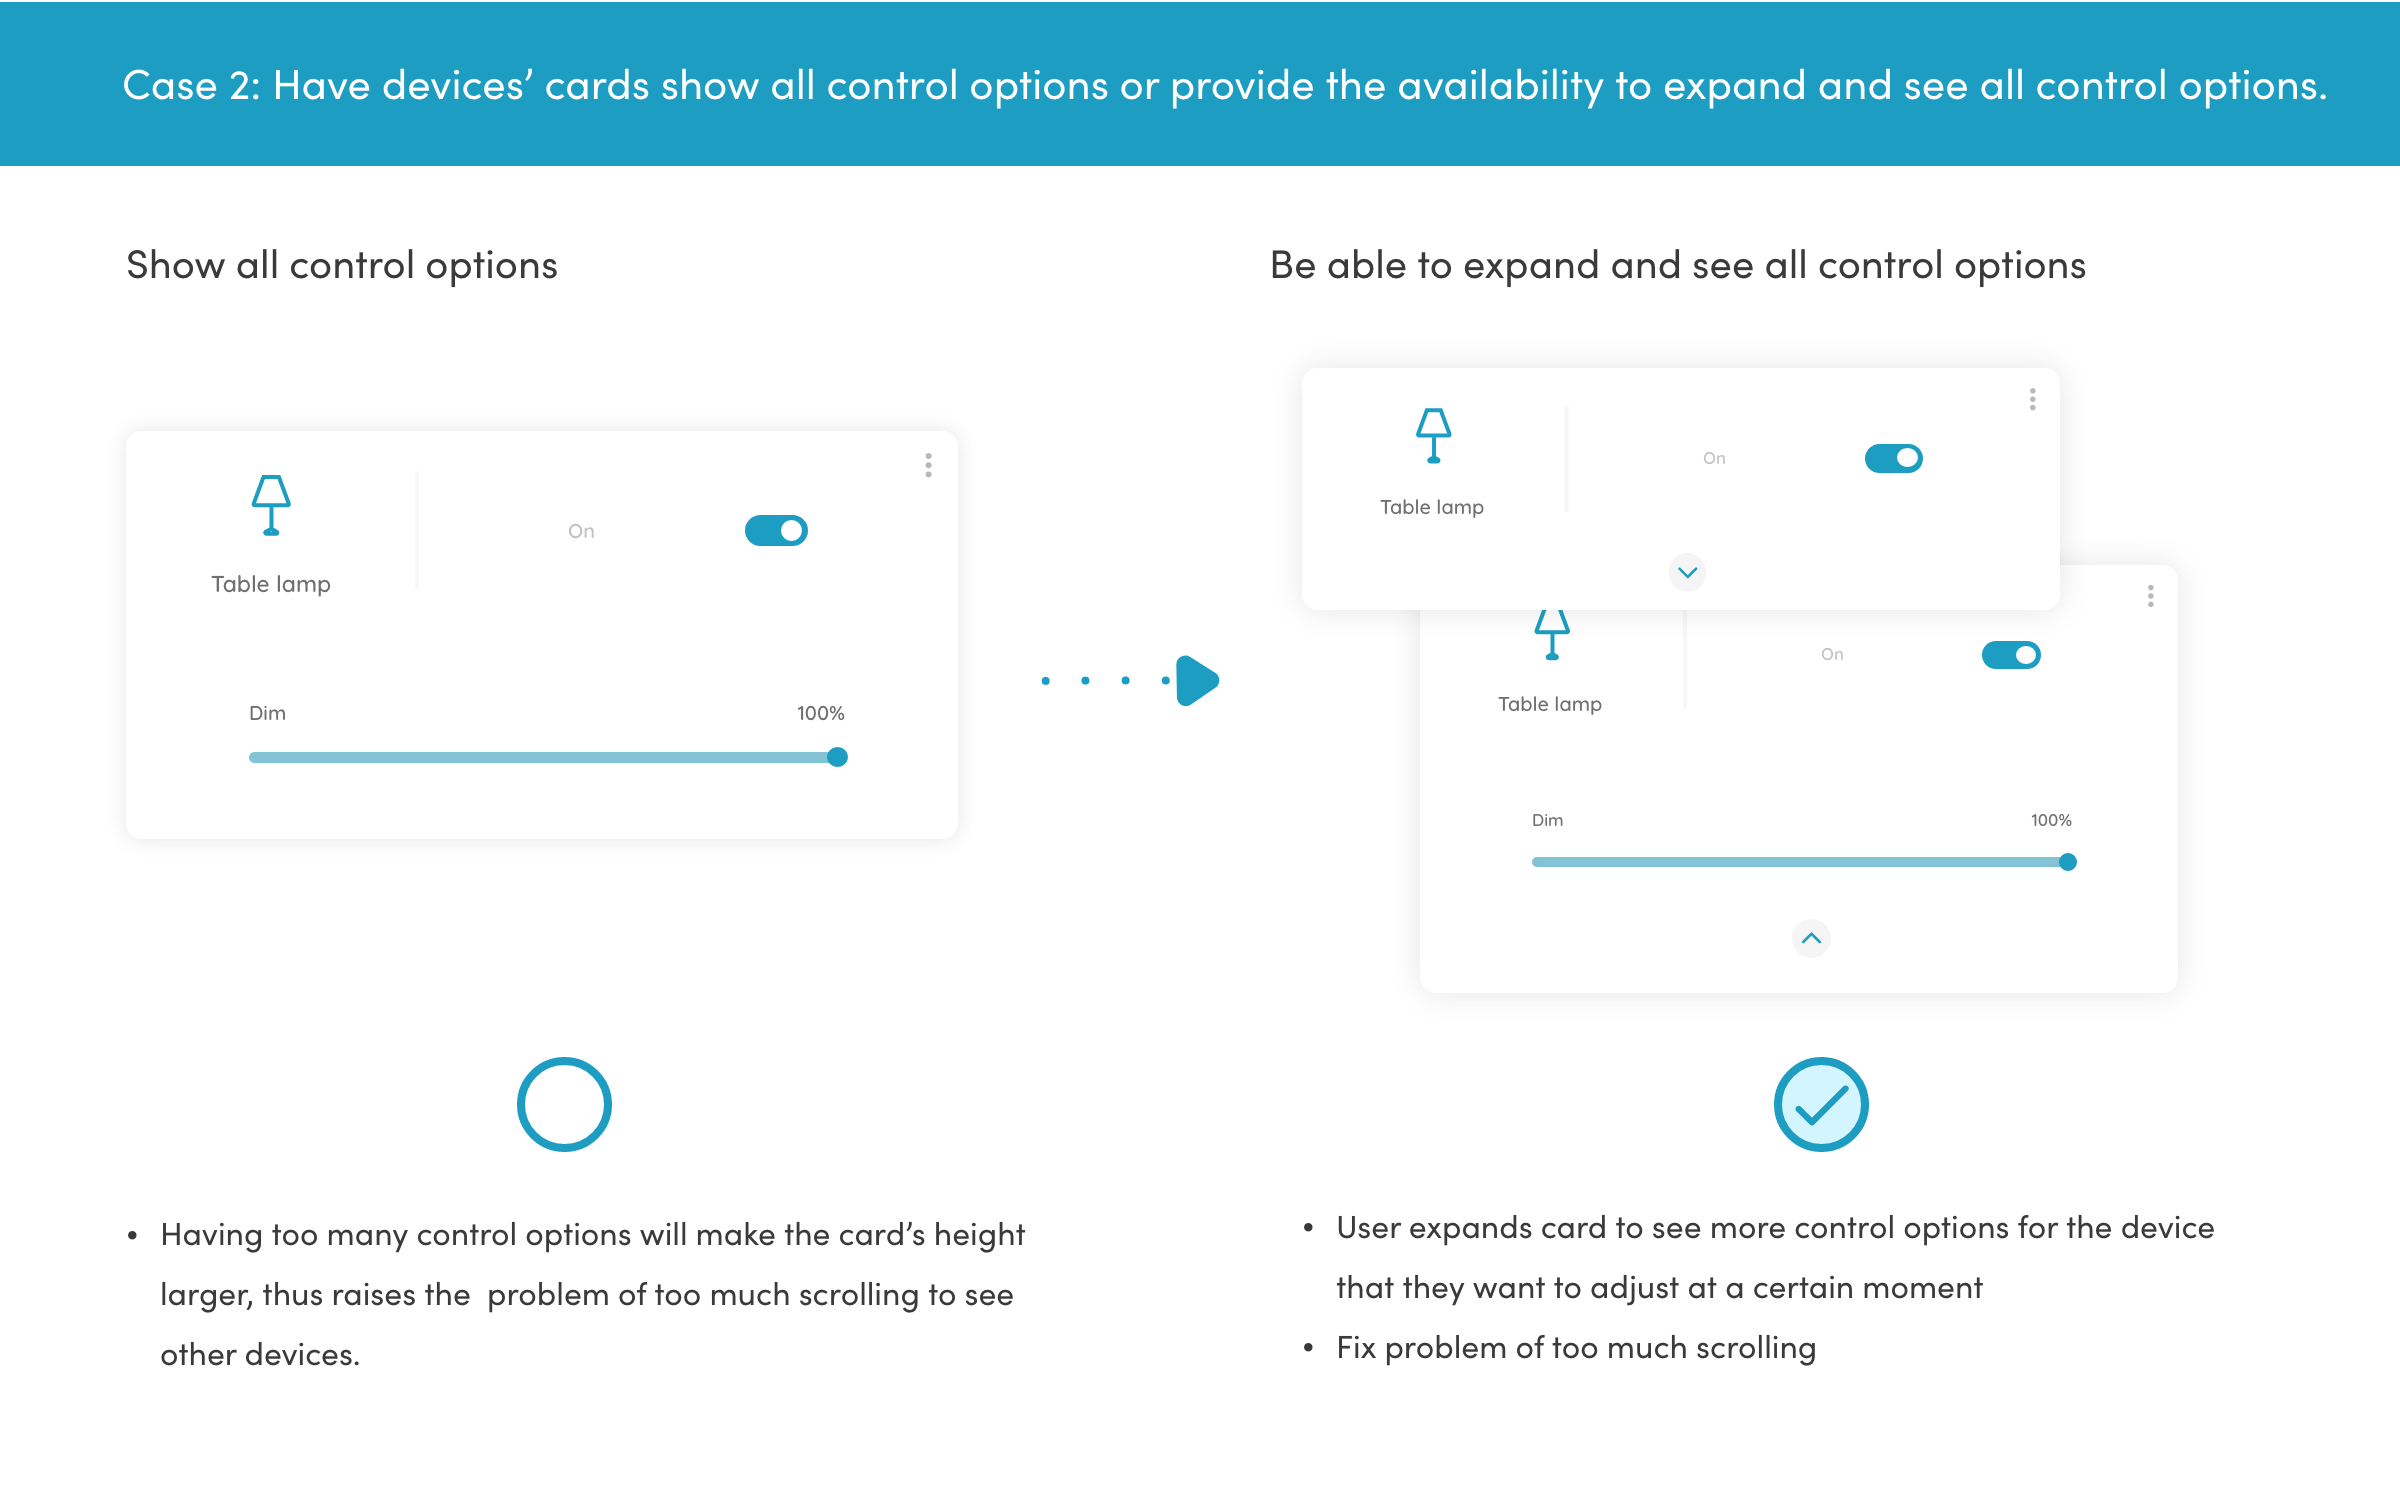 Case 2: Have devices’ cards show all control options or provide the availability to expand and see all control options.
Show all control options
Table lamp
On
Dim
100%
• Having too many control options will make the card’s height
larger, thus raises the  problem of too much scrolling to see
other devices.
Be able to expand and see all control options
Table lamp
On
Table lamp
On
Dim
100%
• User expands card to see more control options for the device
that they want to adjust at a certain moment
• Fix problem of too much scrolling